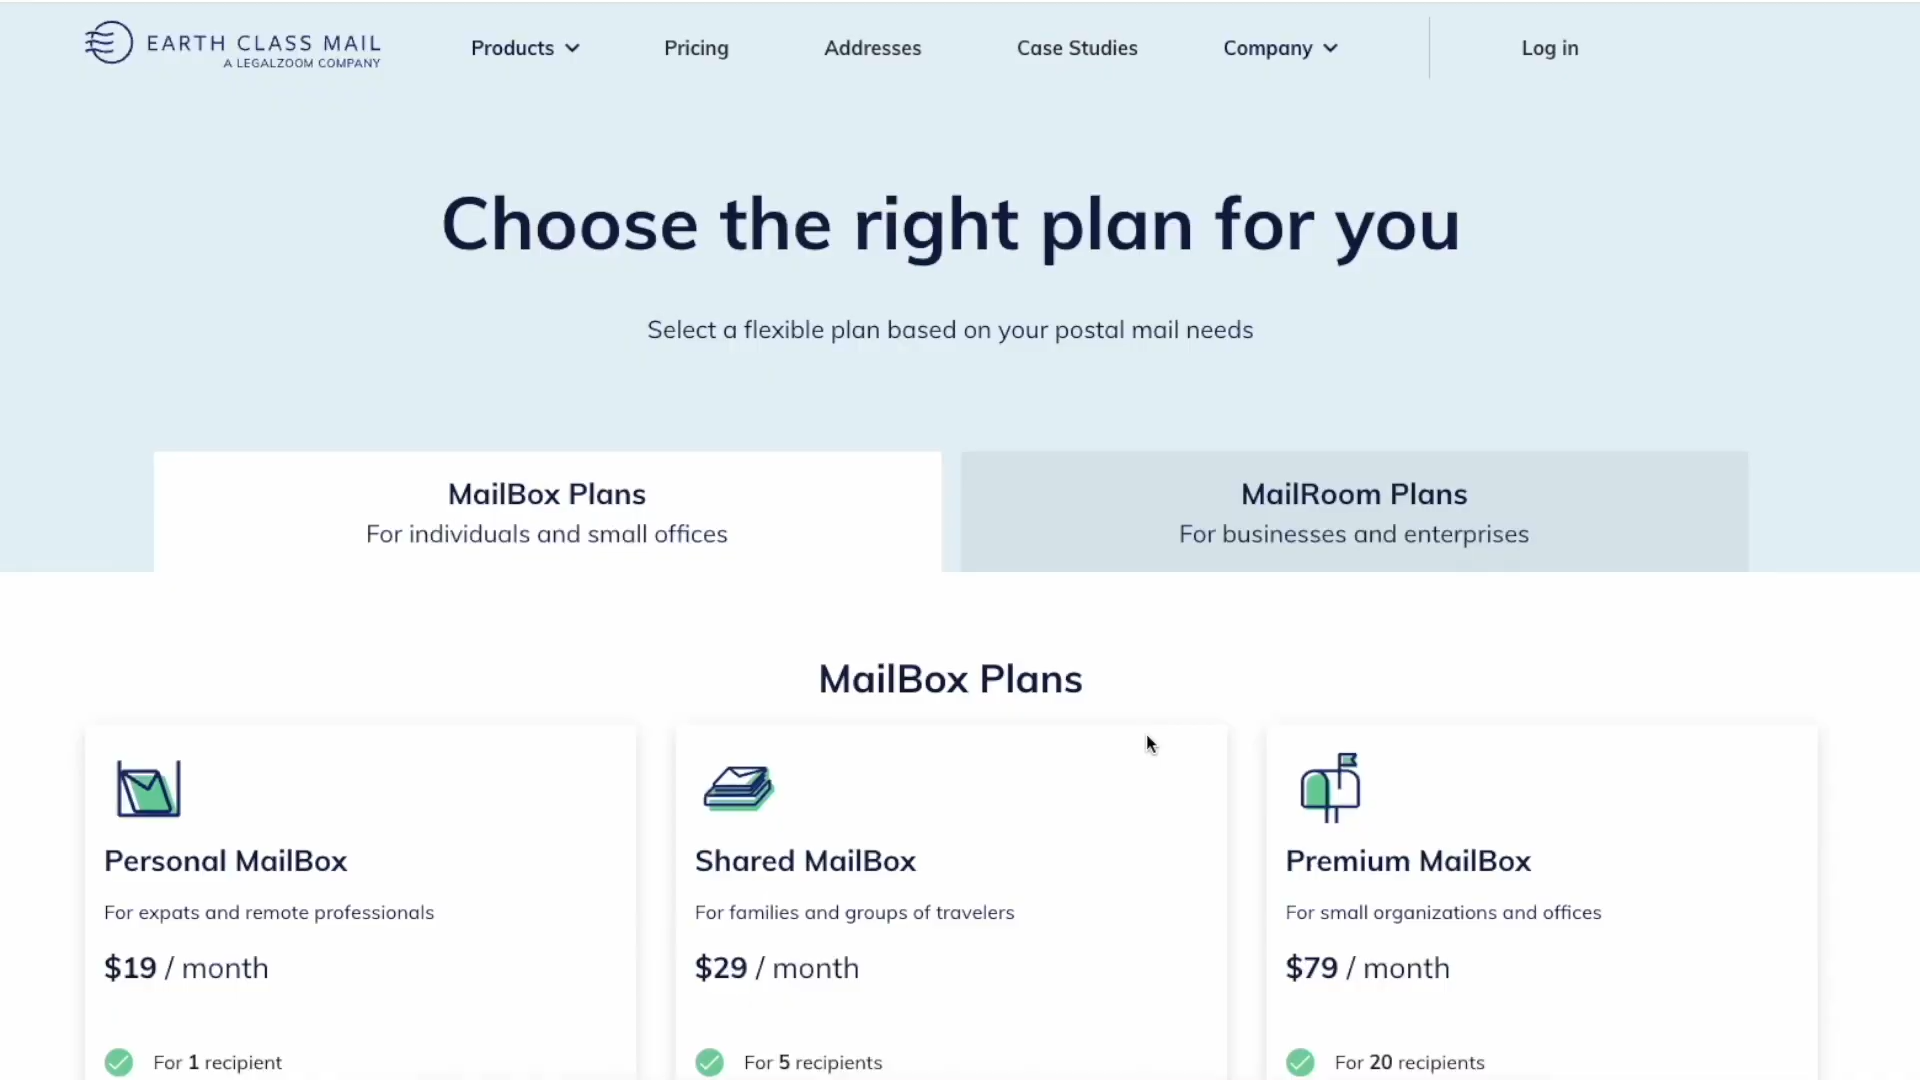 EARTH CLASS MAIL
A LEGALZOOM COMPANY
Products
Pricing
Addresses
Case Studies
Company
Log in
Choose the right plan for you
Select a flexible plan based on your postal mail needs
MailBox Plans
For individuals and small offices
MailRoom Plans
For businesses and enterprises
MailBox Plans
Personal MailBox
For expats and remote professionals
$19 / month
For 1 recipient
Shared MailBox
For families and groups of travelers
$29 / month
For 5 recipients
Premium MailBox
For small organizations and offices
$79 / month
For 20 recipients